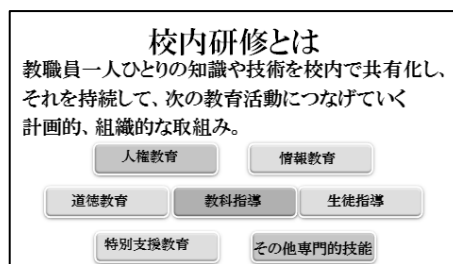 校内研修とは
教職員一人ひとりの知識や技術を校内で共有化し、
それを持続して、次の教育活動につなげていく
計画的、組織的な取組み。
人権教育
情報教育
道徳教育
教科指導
生徒指導
特別支援教育
その他専門的技能